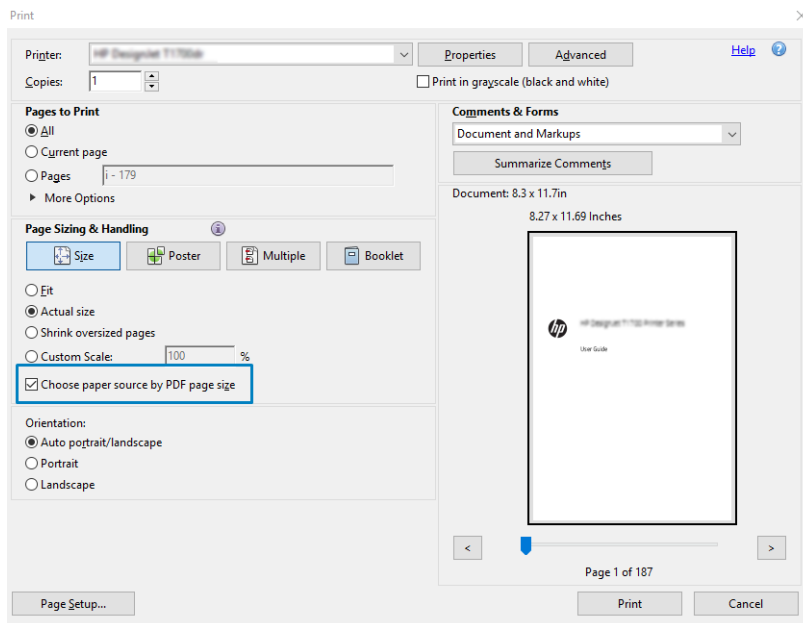 Print
Printer:
Properties
Advanced
Help
?
Copies:
1
Print in grayscale (black and white)
Pages to Print
All
Current page
Pages
i - 179
More Options
Comments & Forms
Document and Markups
Summarize Comments
Page Sizing & Handling
i
Size
Poster
Multiple
Booklet
Fit
Actual size
Shrink oversized pages
Custom Scale:
100
%
Choose paper source by PDF page size
Orientation:
Auto portrait/landscape
Portrait
Landscape
Document: 8.3 x 11.7in
8.27 x 11.69 Inches
hp
User Guide
<
>
Page 1 of 187
Page Setup...
Print
Cancel